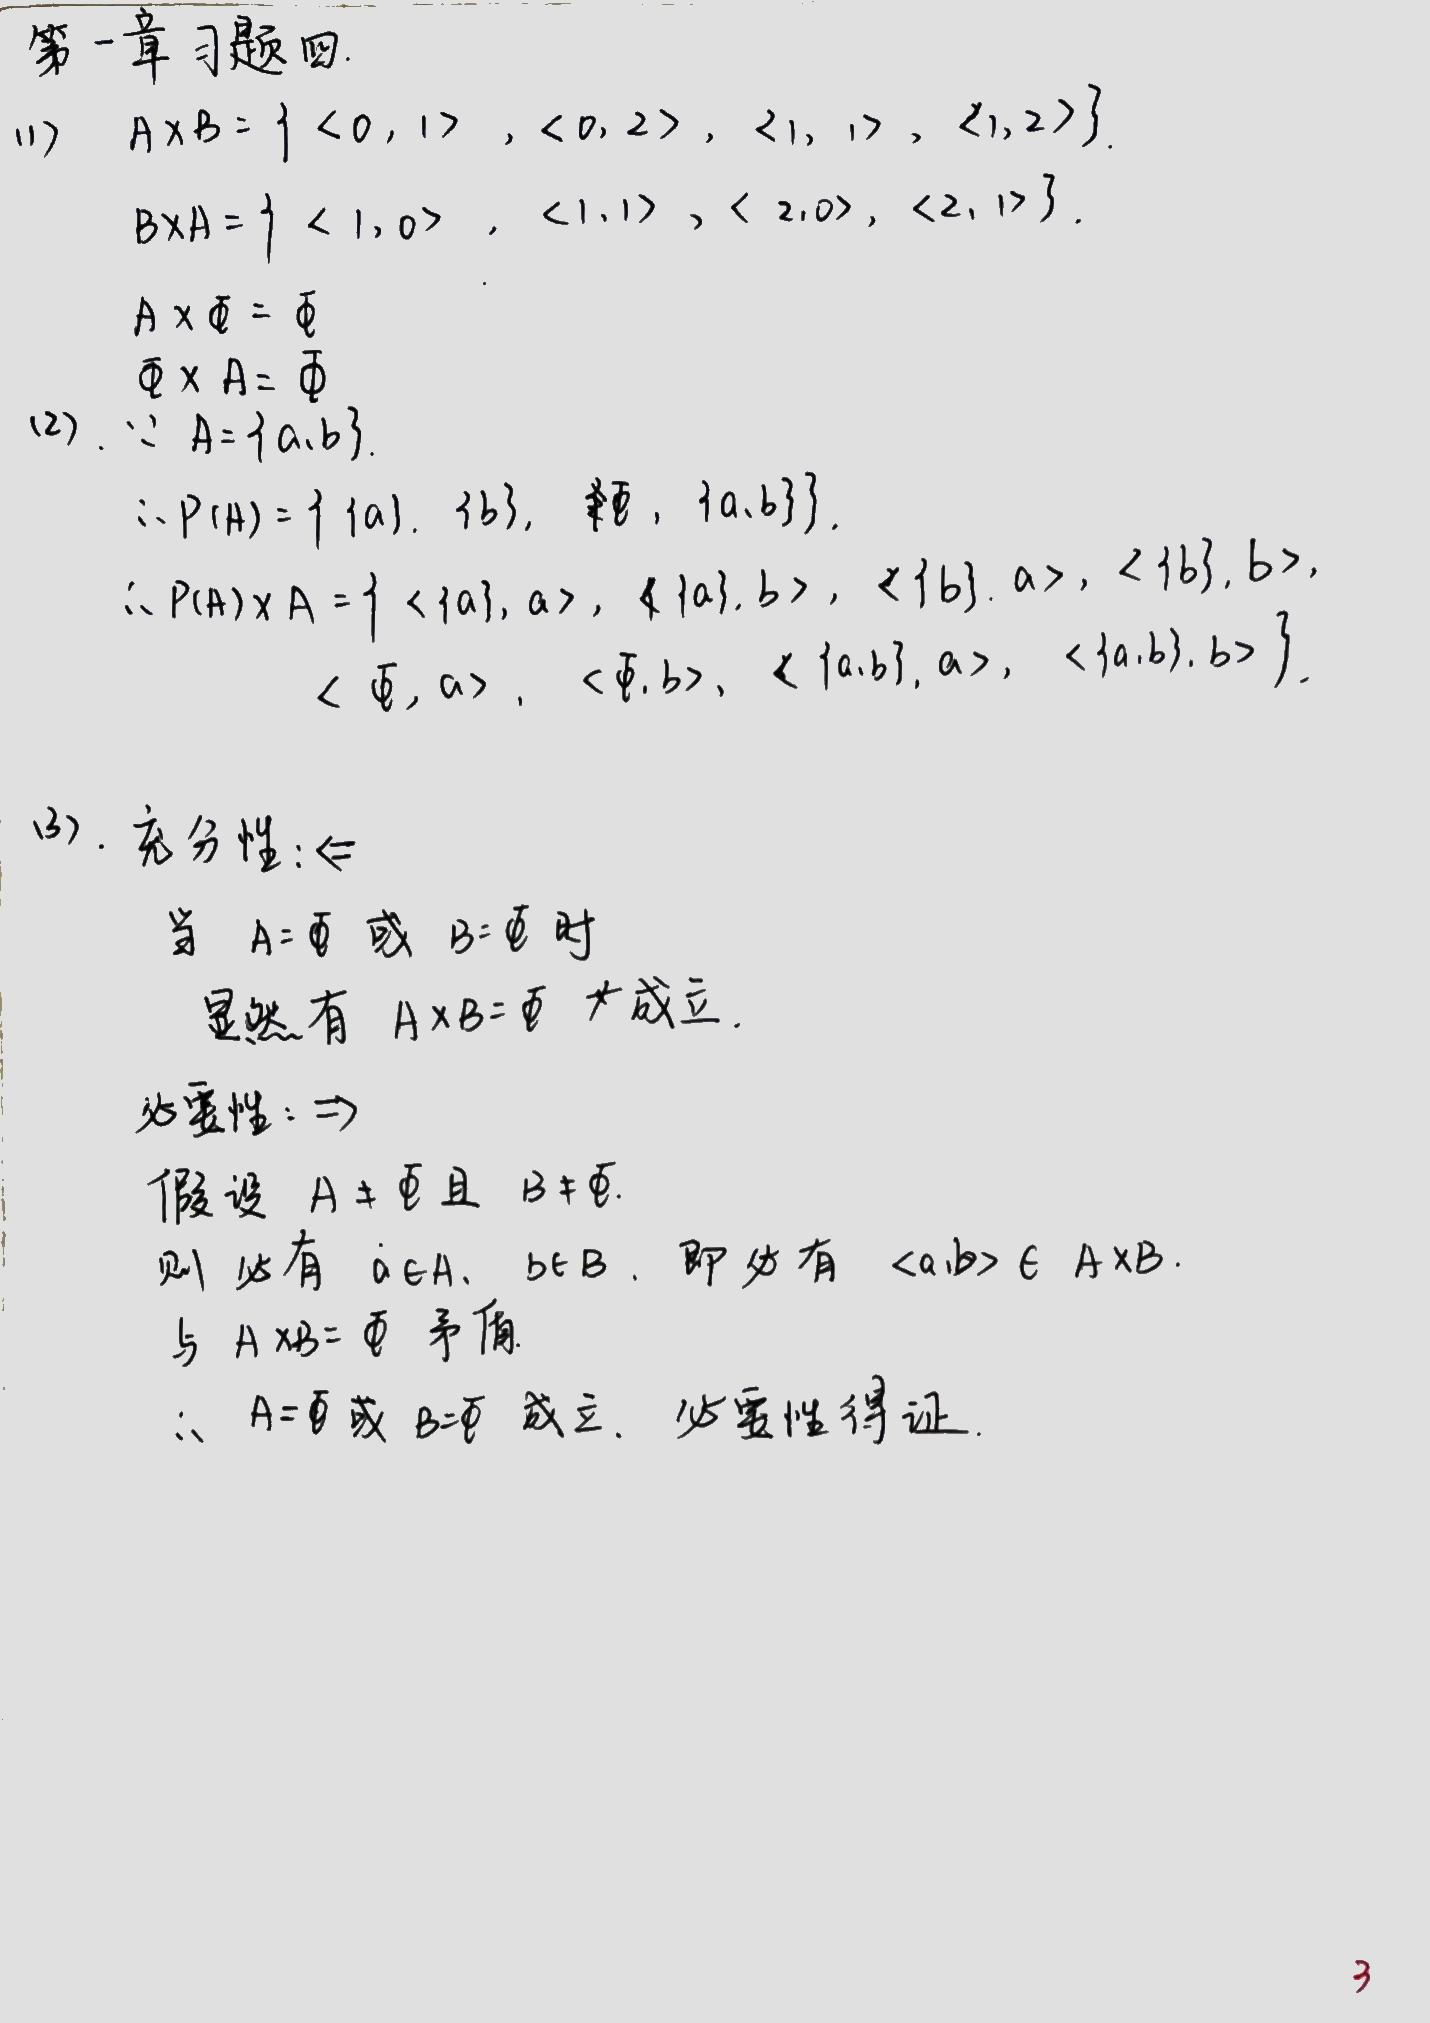 第一章习题四.
(1) A×B={<0,1>,<0,2>,<1,1>,<1,2>}.
B×A={<1,0>,<1,1>,<2,0>,<2,1>}.
A×Φ=Φ
Φ×A=Φ
(2). ∵ A={a、b}.
∴P(A)={{a}. {b}, Φ, {a、b}}.
∴P(A)×A={<{a},a>,<{a},b>,<{b}.a>,<{b},b>,
<Φ,a>,<Φ,b>、<{a,b},a>,<{a,b},b>}.
(3). 充分性:⇐
当 A=Φ 或 B=Φ 时
显然有 A×B=Φ 成立.
必要性:⇒
假设 A≠Φ且 B≠Φ.
则必有 a∈A、b∈B. 即必有 <a,b>∈A×B.
与 A×B=Φ 矛盾.
∴ A=Φ或B=Φ 成立. 必要性得证.
3